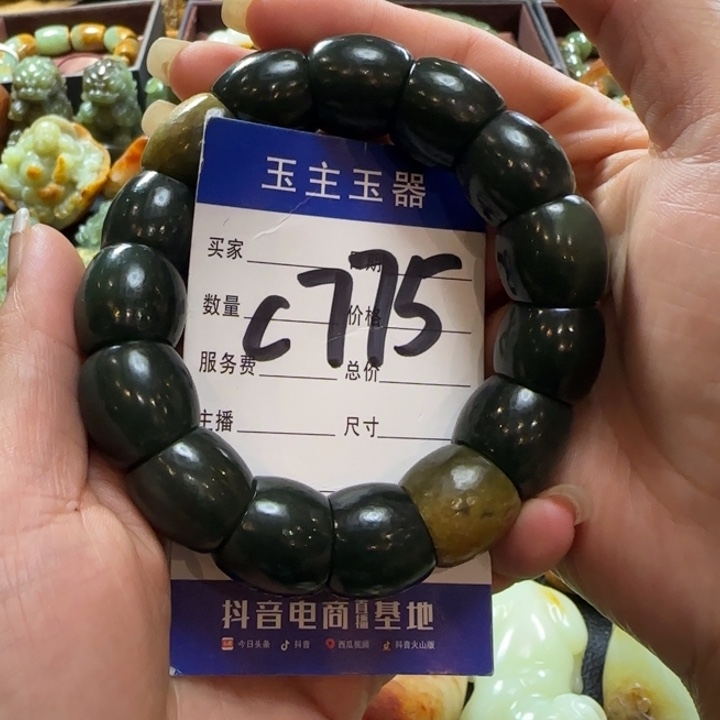 玉主玉器
买家 日期
数量 价格
C775
服务费 总价
主播 尺寸
抖音电商直播基地
今日头条 抖音 西瓜视频 抖音火山版